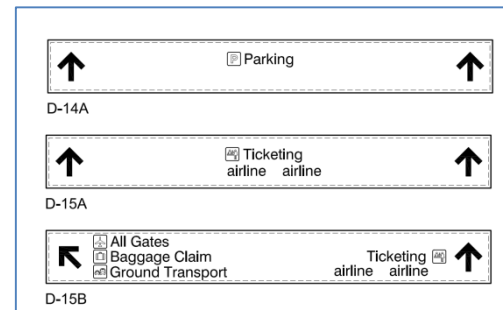 P Parking
D-14A
Ticketing
airline airline
D-15A
All Gates
Baggage Claim
Ground Transport
Ticketing
airline airline
D-15B